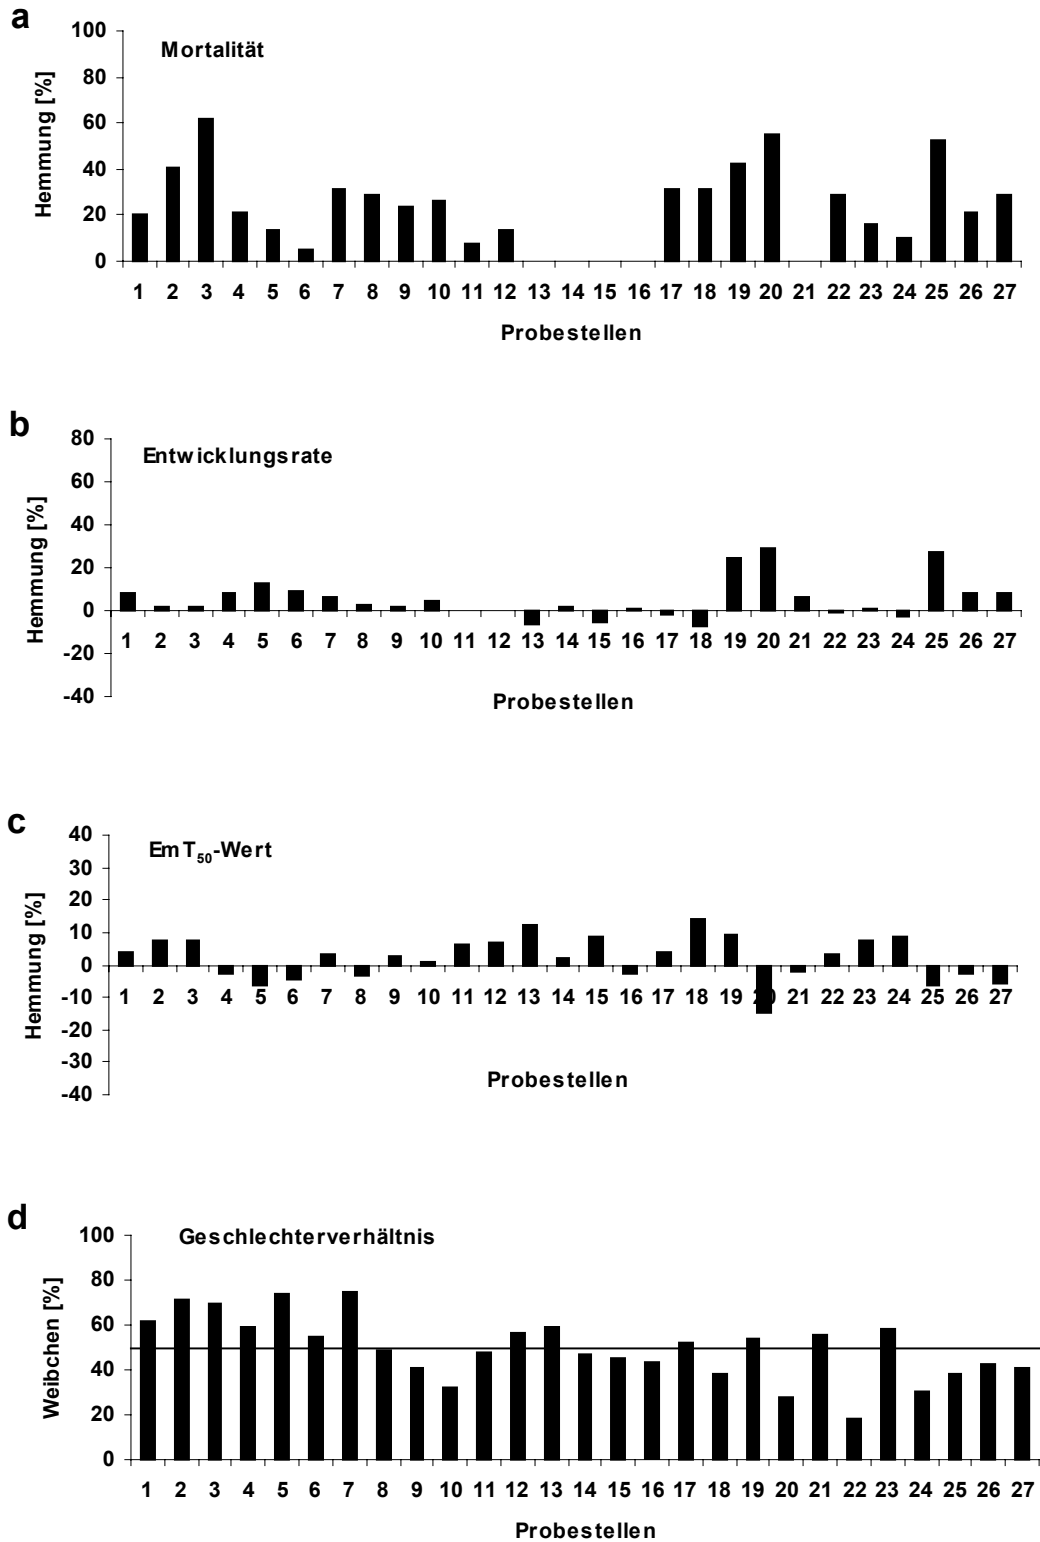 a
Mortalität
Hemmung [%]
100
80
60
40
20
0
1 2 3 4 5 6 7 8 9 10 11 12 13 14 15 16 17 18 19 20 21 22 23 24 25 26 27
Probestellen
b
Entwicklungsrate
Hemmung [%]
80
60
40
20
0
-20
-40
1 2 3 4 5 6 7 8 9 10 11 12 13 14 15 16 17 18 19 20 21 22 23 24 25 26 27
Probestellen
c
EmT50-Wert
Hemmung [%]
40
30
20
10
0
-10
-20
-30
-40
1 2 3 4 5 6 7 8 9 10 11 12 13 14 15 16 17 18 19 20 21 22 23 24 25 26 27
Probestellen
d
Geschlechterverhältnis
Weibchen [%]
100
80
60
40
20
0
1 2 3 4 5 6 7 8 9 10 11 12 13 14 15 16 17 18 19 20 21 22 23 24 25 26 27
Probestellen